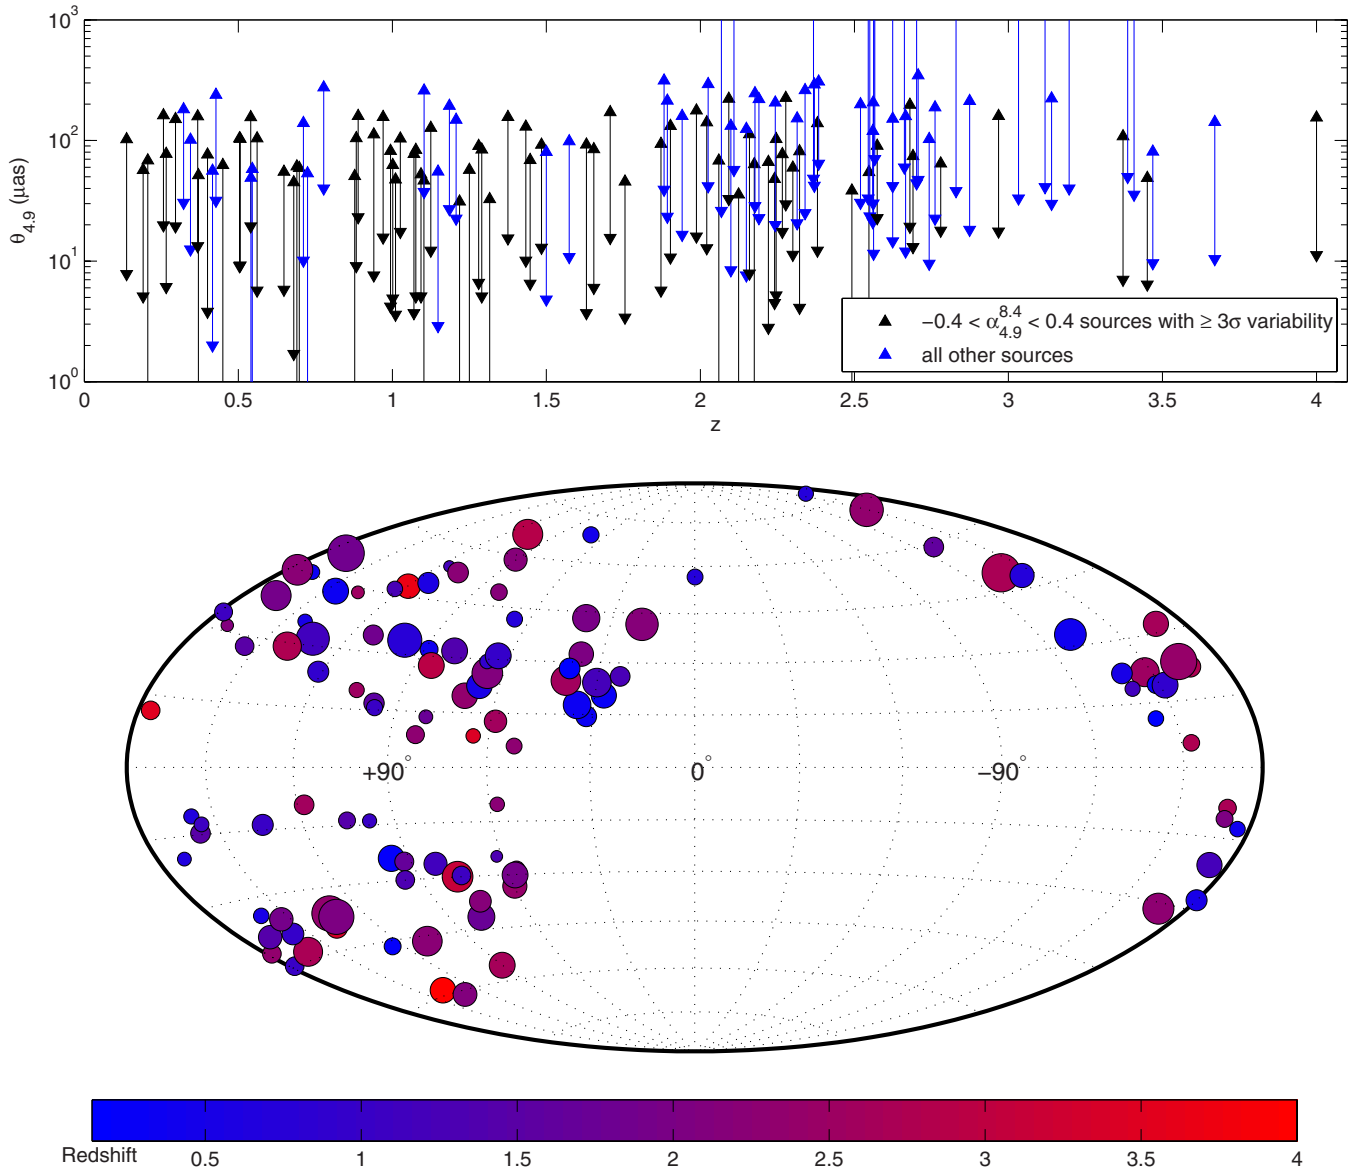 10³
10²
10¹
10⁰
θ4.9 (μas)
0 0.5 1 1.5 2 2.5 3 3.5 4
z
−0.4 < α8.4 4.9 < 0.4 sources with ≥ 3σ variability
all other sources
+90° 0° −90°
Redshift 0.5 1 1.5 2 2.5 3 3.5 4